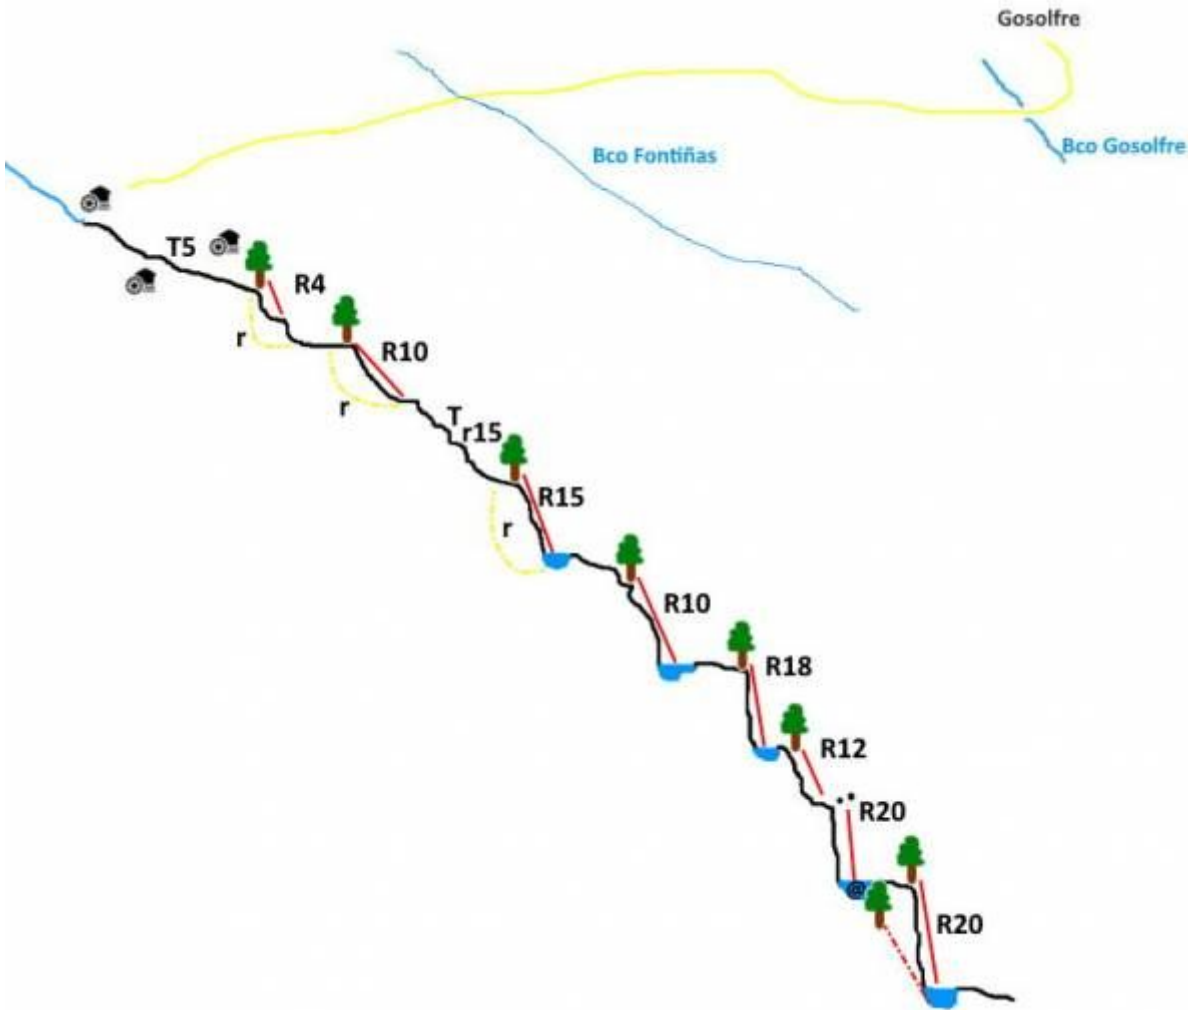 Gosolfre
Bco Fontiñas
Bco Gosolfre
T5
R4
r
R10
r
T
r15
R15
r
R10
R18
R12
R20
@
R20